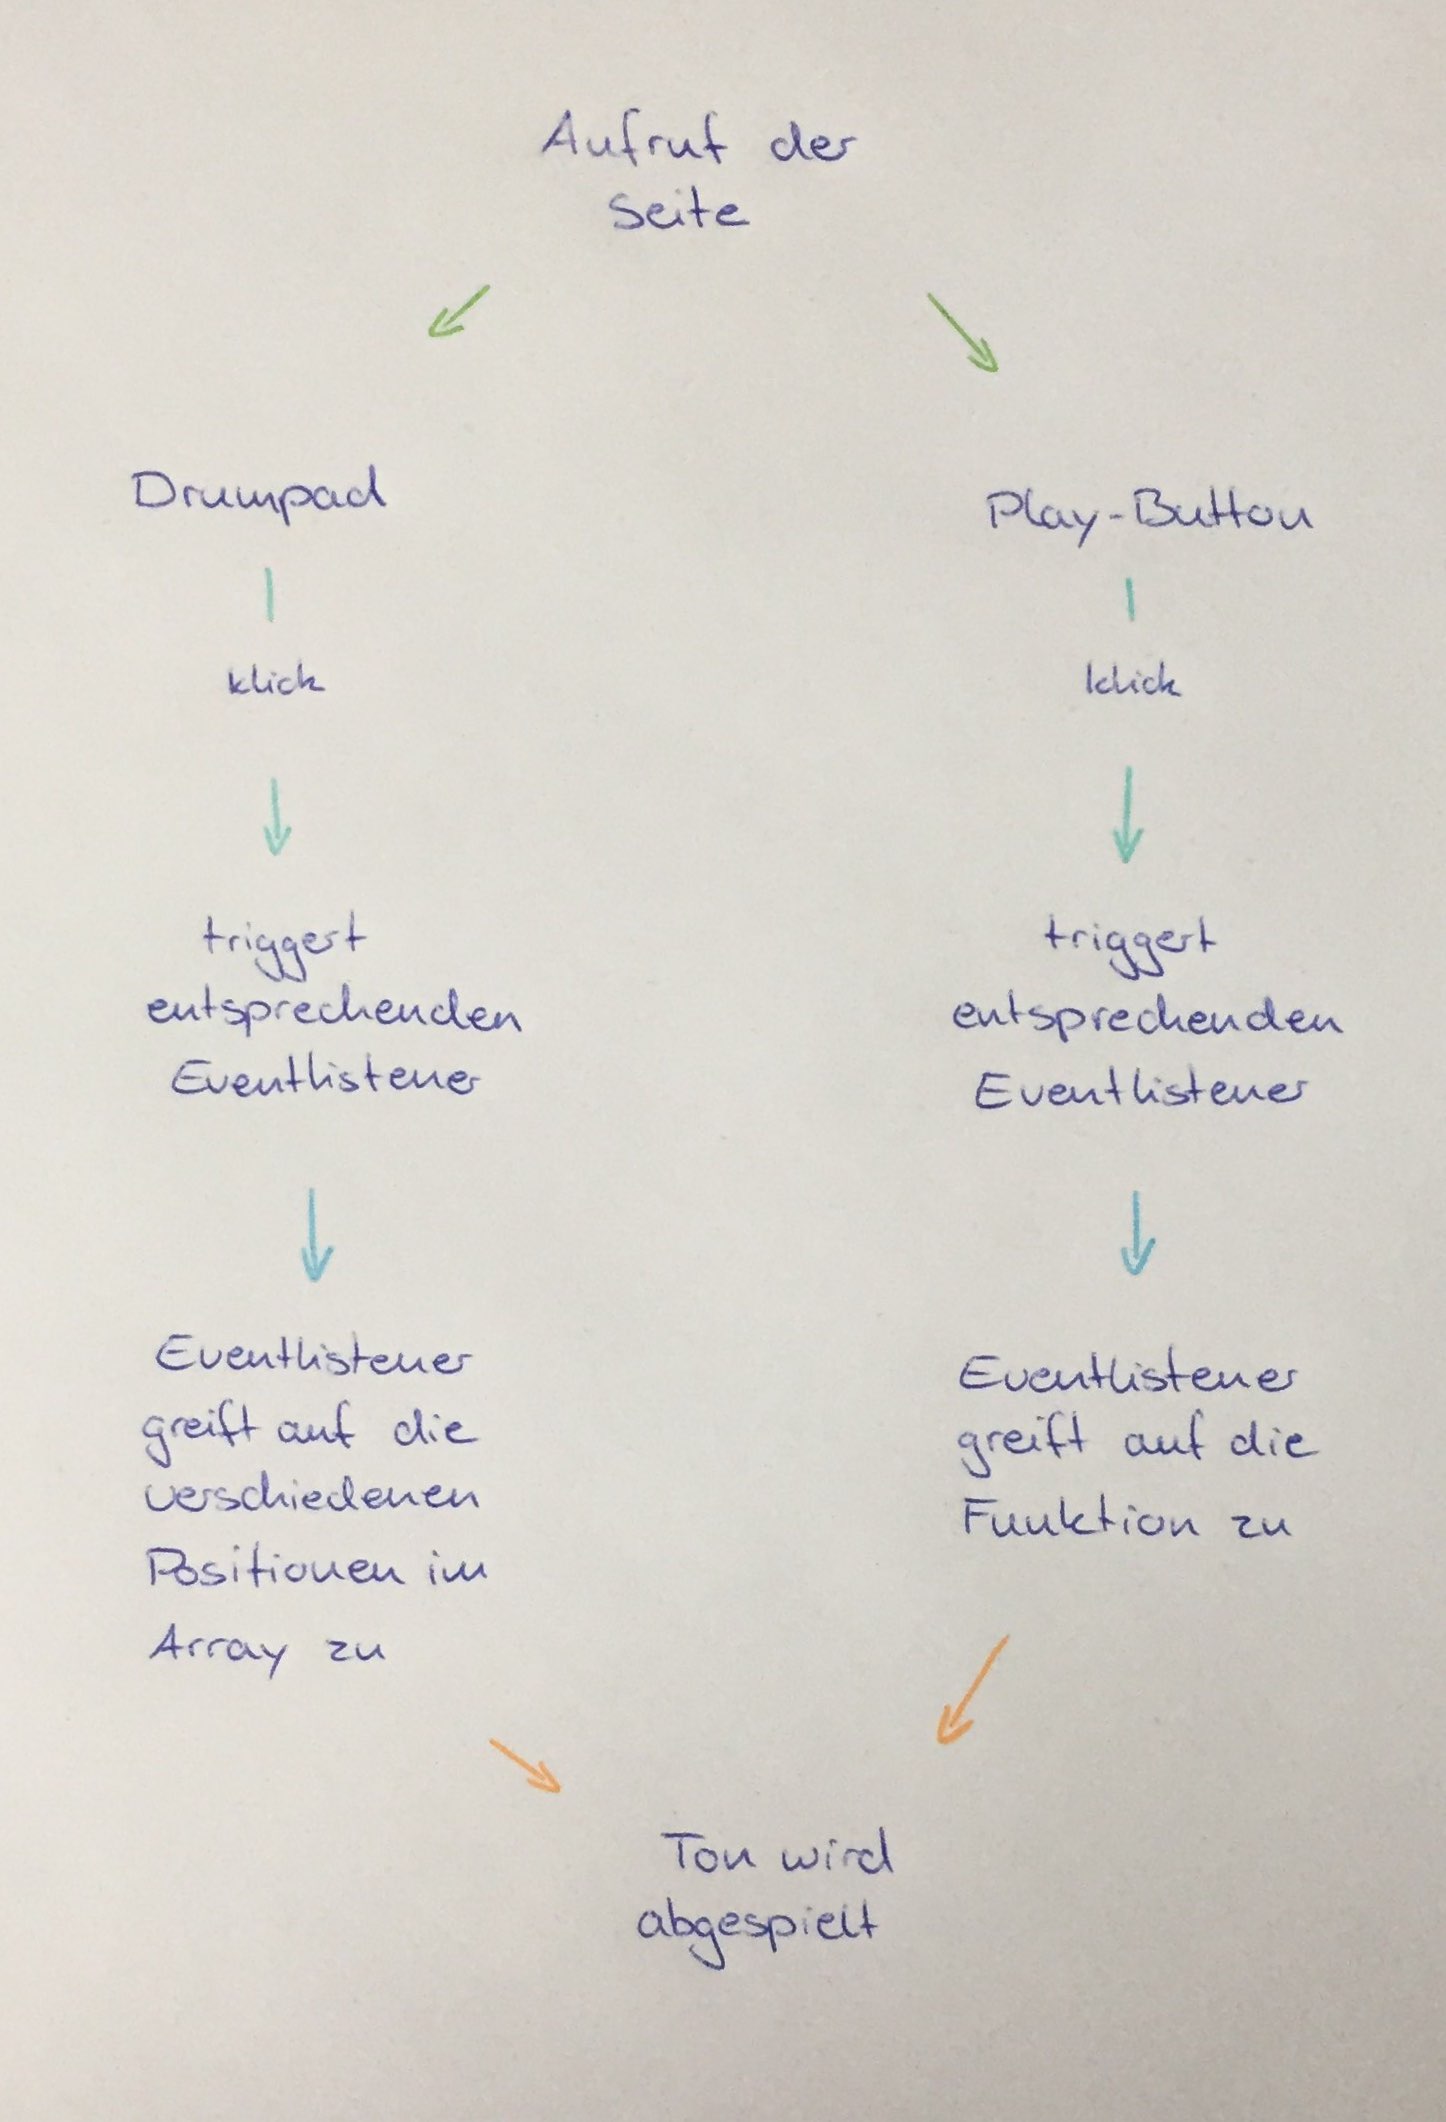 Aufruf der
Seite
Drumpad
Play-Button
klick
klick
triggert
entsprechenden
Eventlistener
triggert
entsprechenden
Eventlistener
Eventlistener
greift auf die
verschiedenen
Positionen im
Array zu
Eventlistener
greift auf die
Funktion zu
Ton wird
abgespielt